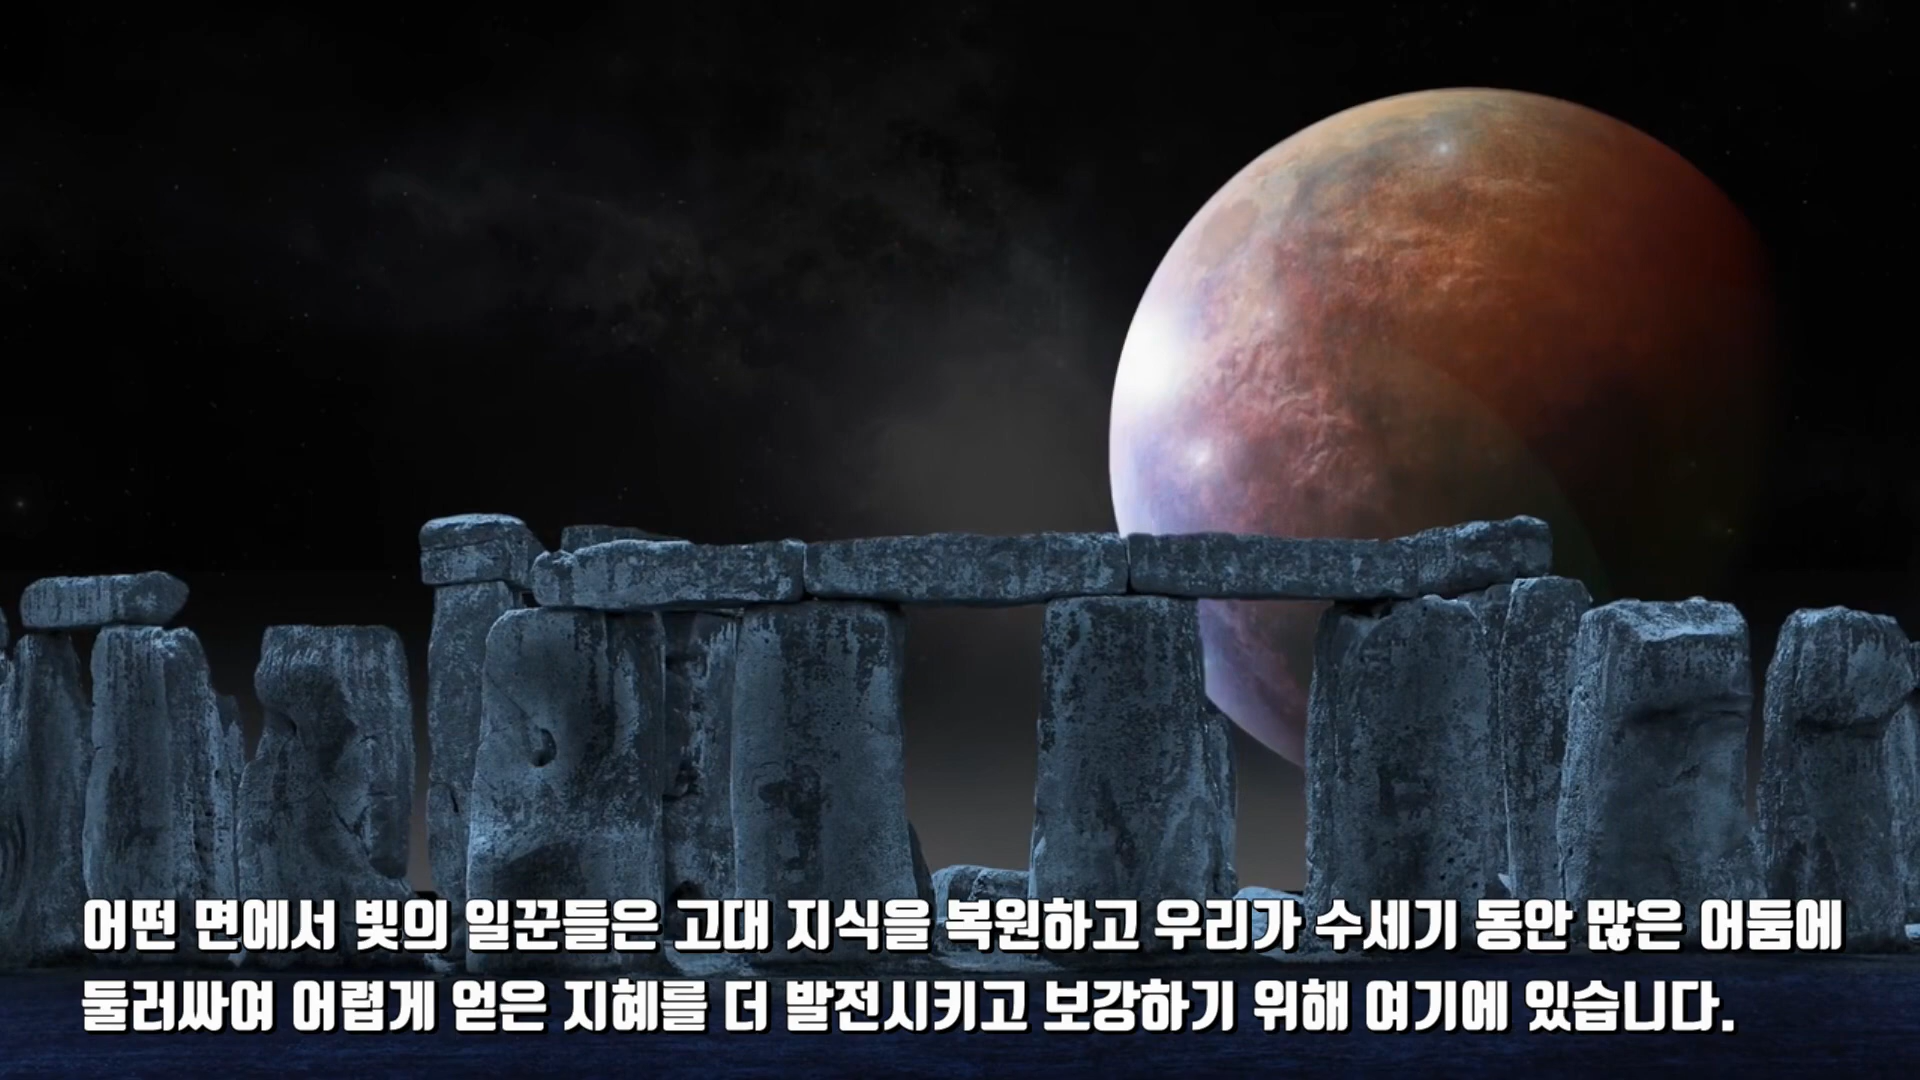 어떤 면에서 빛의 일꾼들은 고대 지식을 복원하고 우리가 수세기 동안 많은 어둠에
둘러싸여 어렵게 얻은 지혜를 더 발전시키고 보강하기 위해 여기에 있습니다.